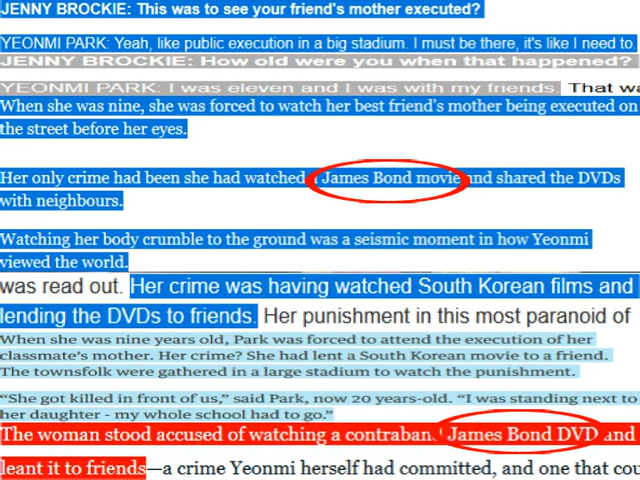 JENNY BROCKIE: This was to see your friend's mother executed?
YEONMI PARK: Yeah, like public execution in a big stadium. I must be there, it's like I need to.
JENNY BROCKIE: How old were you when that happened?
YEONMI PARK: I was eleven and I was with my friends. That wa
When she was nine, she was forced to watch her best friend's mother being executed on
the street before her eyes.
Her only crime had been she had watched a James Bond movie and shared the DVDs
with neighbours.
Watching her body crumble to the ground was a seismic moment in how Yeonmi
viewed the world.
was read out. Her crime was having watched South Korean films and
lending the DVDs to friends. Her punishment in this most paranoid of
When she was nine years old, Park was forced to attend the execution of her
classmate's mother. Her crime? She had lent a South Korean movie to a friend.
The townsfolk were gathered in a large stadium to watch the punishment.
“She got killed in front of us,” said Park, now 20 years-old. “I was standing next to
her daughter - my whole school had to go.”
The woman stood accused of watching a contraban James Bond DVD and
leant it to friends—a crime Yeonmi herself had committed, and one that cou